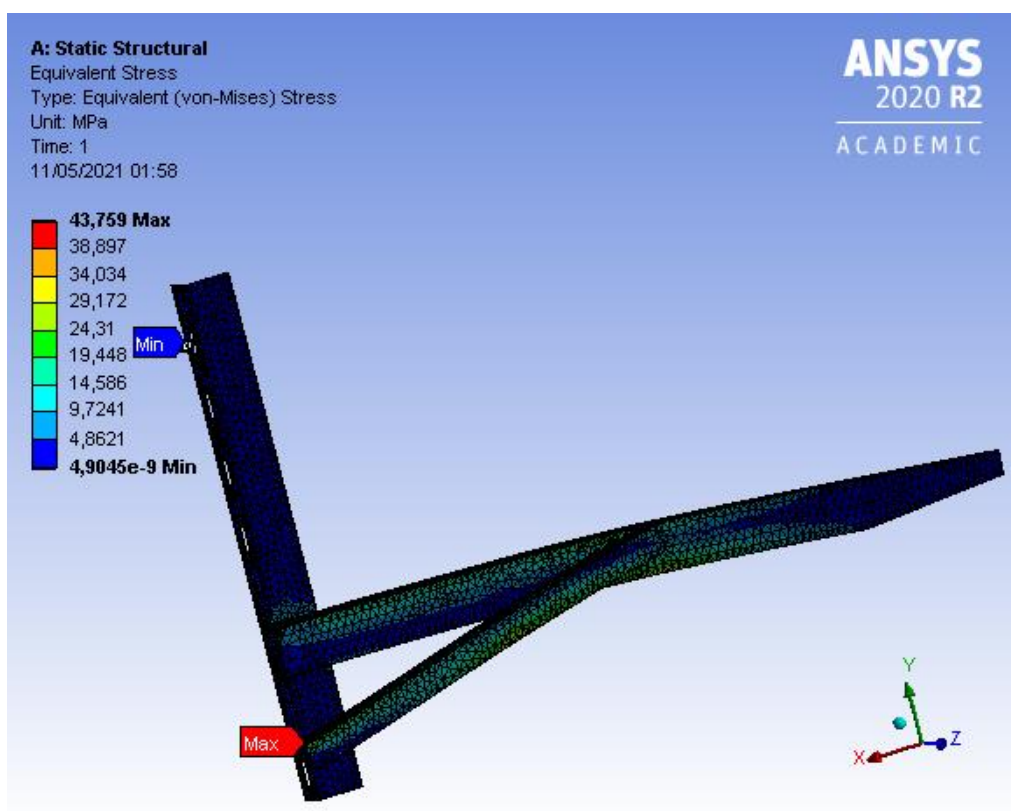 A: Static Structural
Equivalent Stress
Type: Equivalent (von-Mises) Stress
Unit: MPa
Time: 1
11/05/2021 01:58
ANSYS
2020 R2
ACADEMIC
43,759 Max
38,897
34,034
29,172
24,31
19,448
14,586
9,7241
4,8621
4,9045e-9 Min
Min
Max
Y
X
Z